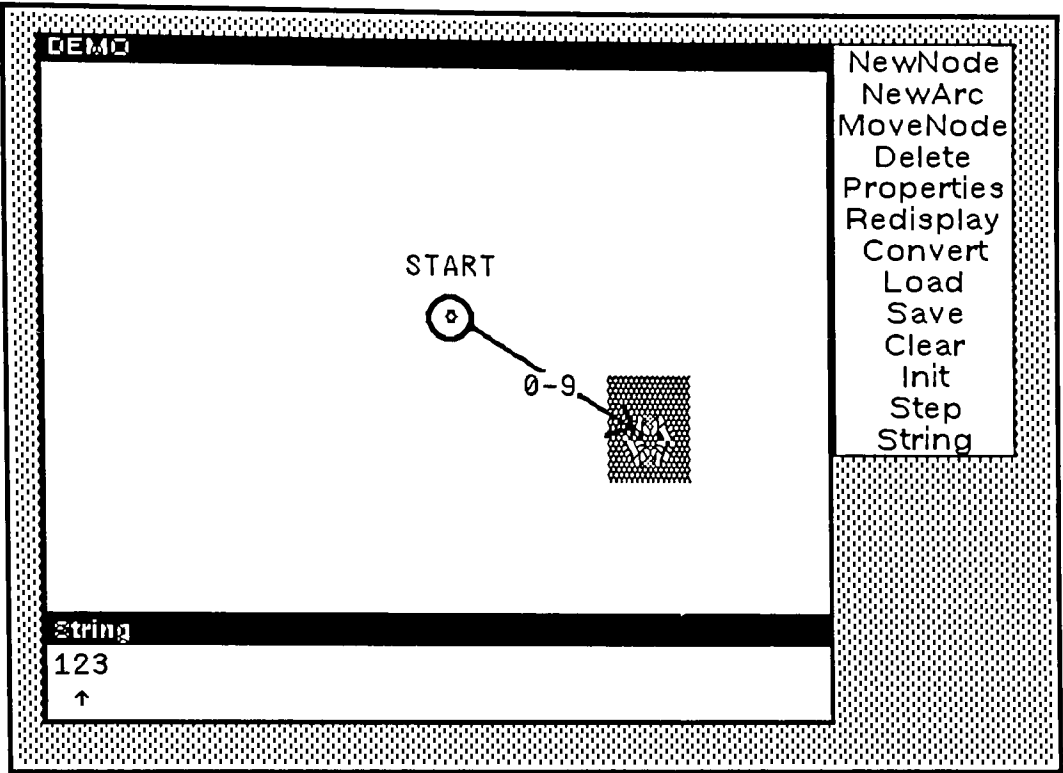 DEMO
NewNode
NewArc
MoveNode
Delete
Properties
Redisplay
Convert
Load
Save
Clear
Init
Step
String
START
0-9
String
123
↑